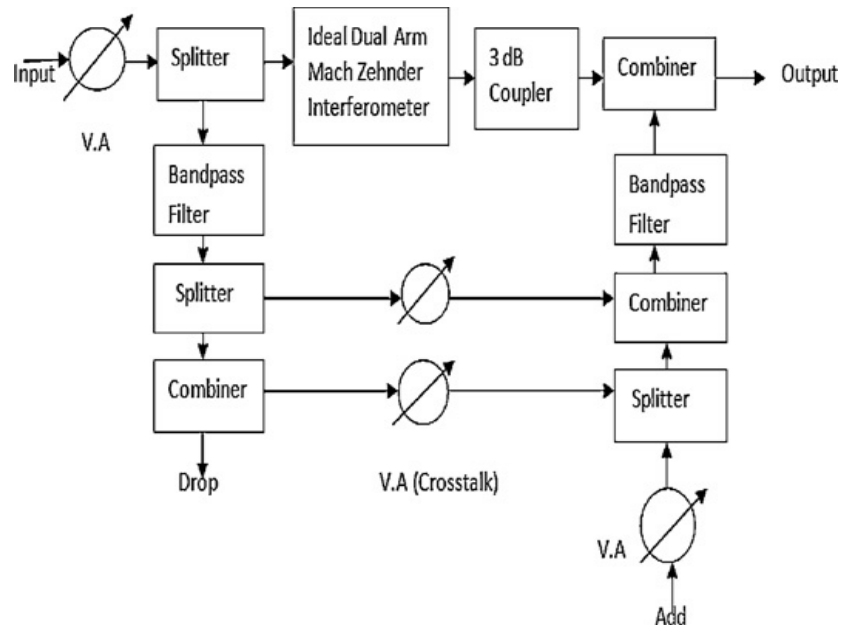 Input
V.A
Splitter
Ideal Dual Arm
Mach Zehnder
Interferometer
3 dB
Coupler
Combiner
Output
Bandpass
Filter
Bandpass
Filter
Splitter
Combiner
Combiner
Splitter
Drop
V.A (Crosstalk)
V.A
Add